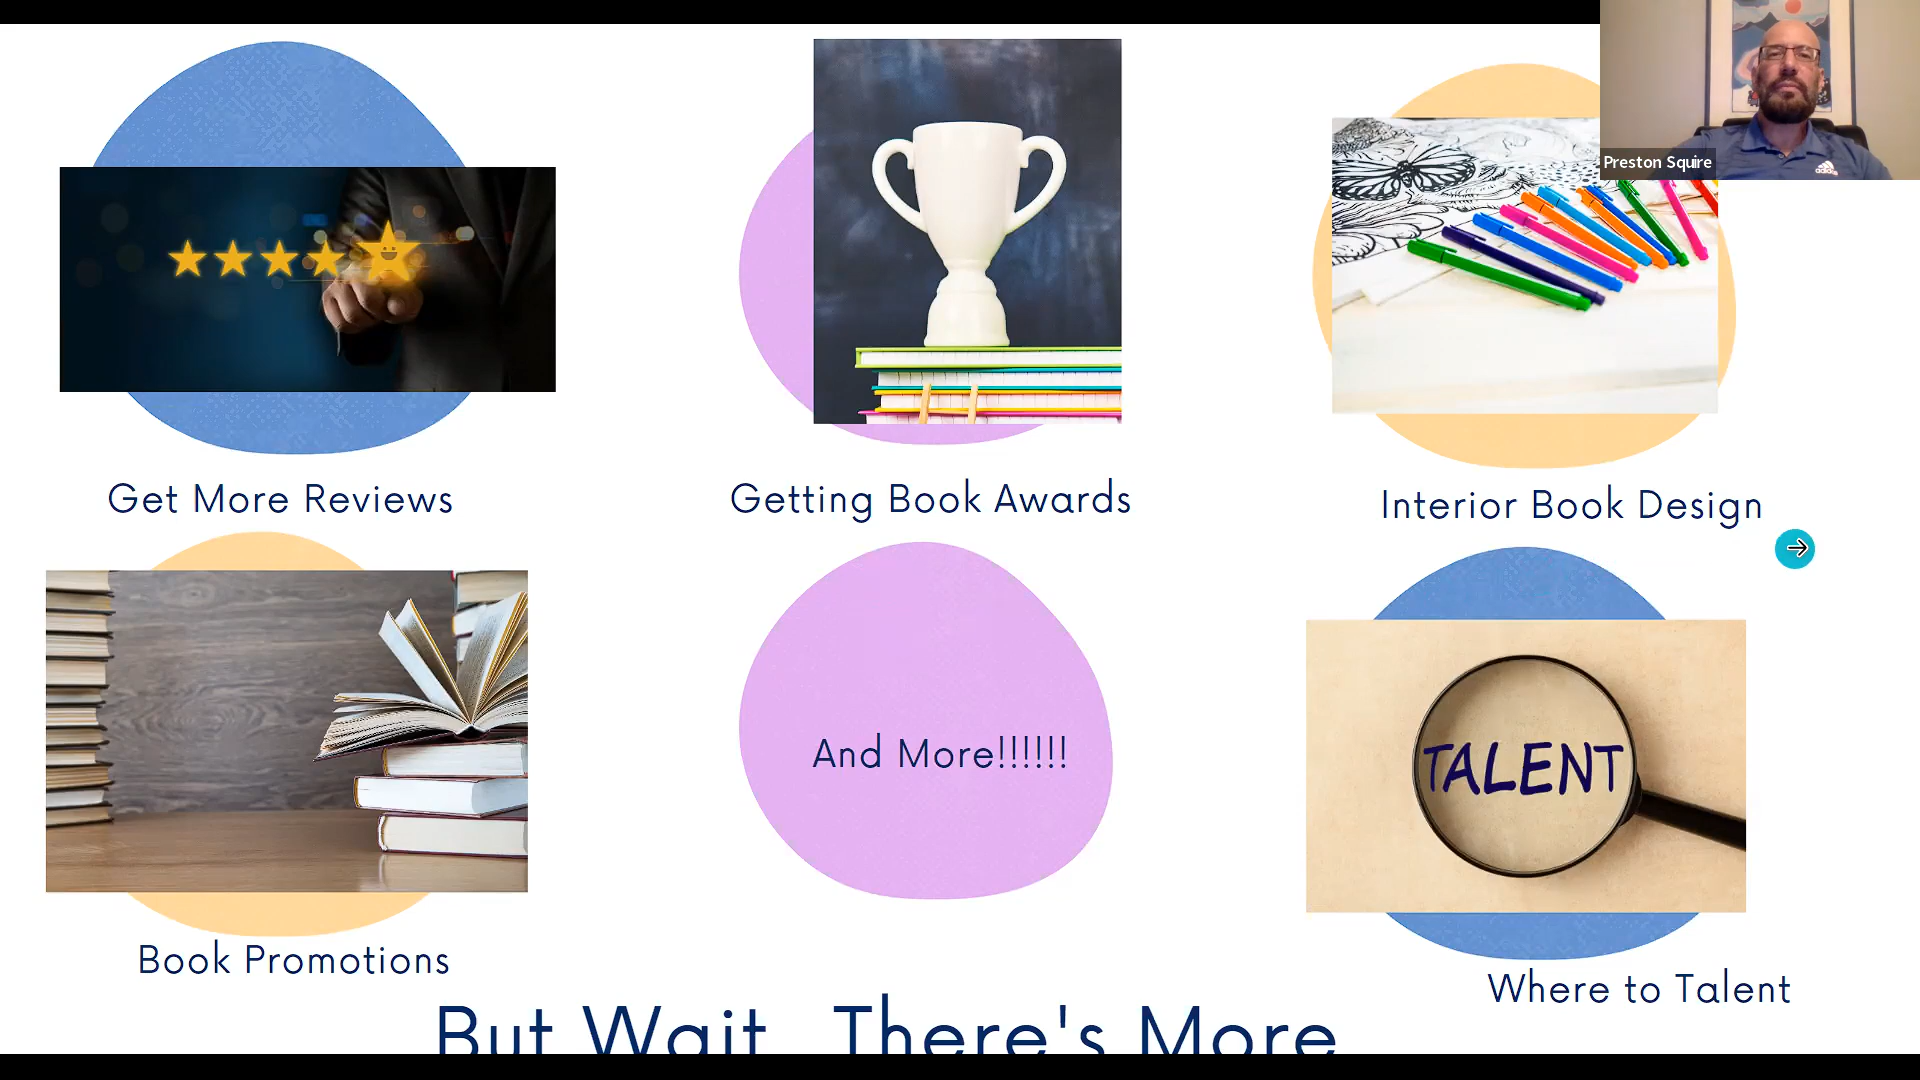 Preston Squire
adidas
Get More Reviews
Getting Book Awards
Interior Book Design
And More!!!!!!
TALENT
Book Promotions
Where to Talent
But Wait There's More